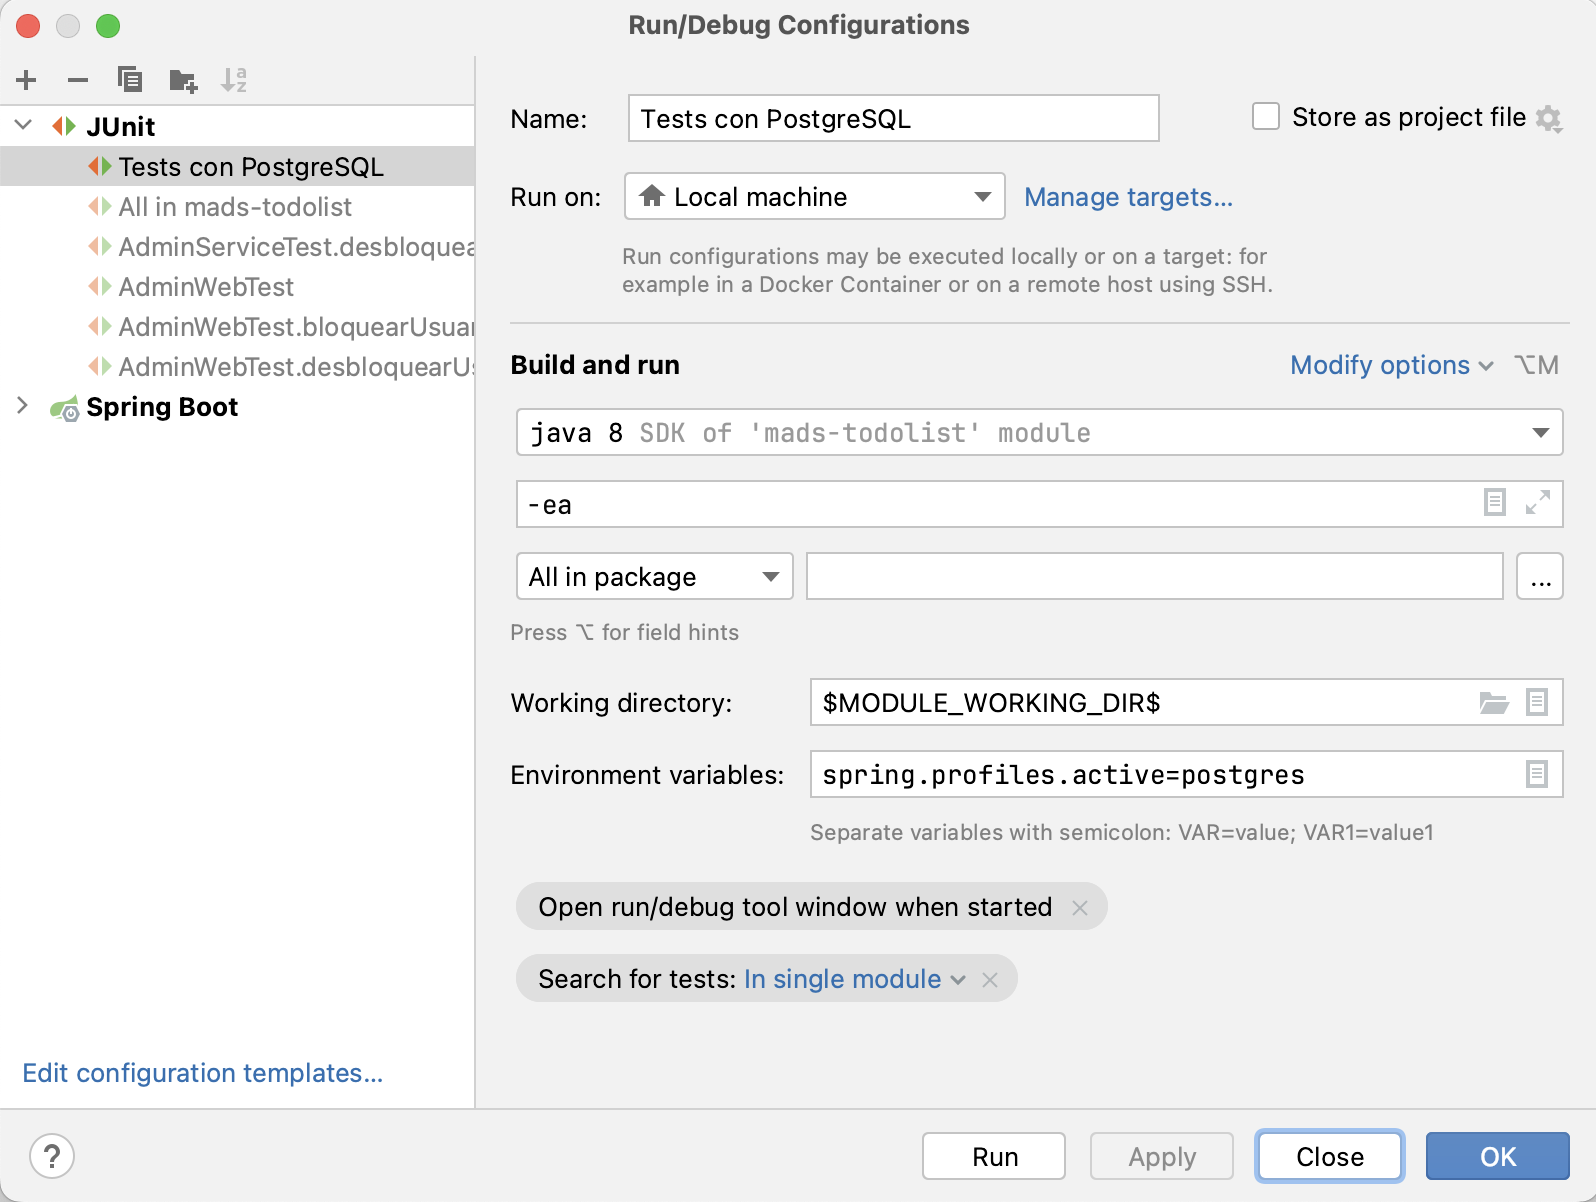 Run/Debug Configurations
JUnit
Tests con PostgreSQL
All in mads-todolist
AdminServiceTest.desbloquea
AdminWebTest
AdminWebTest.bloquearUsuar
AdminWebTest.desbloquearUs
Spring Boot
Edit configuration templates...
Name: Tests con PostgreSQL Store as project file
Run on: Local machine Manage targets...
Run configurations may be executed locally or on a target: for
example in a Docker Container or on a remote host using SSH.
Build and run Modify options ⌥M
java 8 SDK of 'mads-todolist' module
-ea
All in package ...
Press ⌥ for field hints
Working directory: $MODULE_WORKING_DIR$
Environment variables: spring.profiles.active=postgres
Separate variables with semicolon: VAR=value; VAR1=value1
Open run/debug tool window when started ×
Search for tests: In single module ×
? Run Apply Close OK